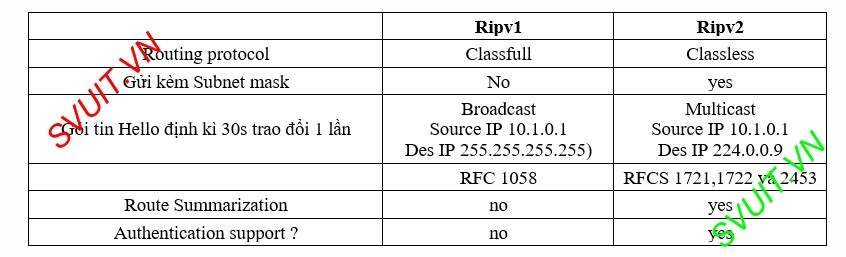 Ripv1 Ripv2
Routing protocol Classfull Classless
Gửi kèm Subnet mask No yes
Gói tin Hello định kì 30s trao đổi 1 lần
Broadcast
Source IP 10.1.0.1
Des IP 255.255.255.255)
Multicast
Source IP 10.1.0.1
Des IP 224.0.0.9
RFC 1058 RFCS 1721,1722 và 2453
Route Summarization no yes
Authentication support ? no yes
SVUIT.VN
SVUIT.VN